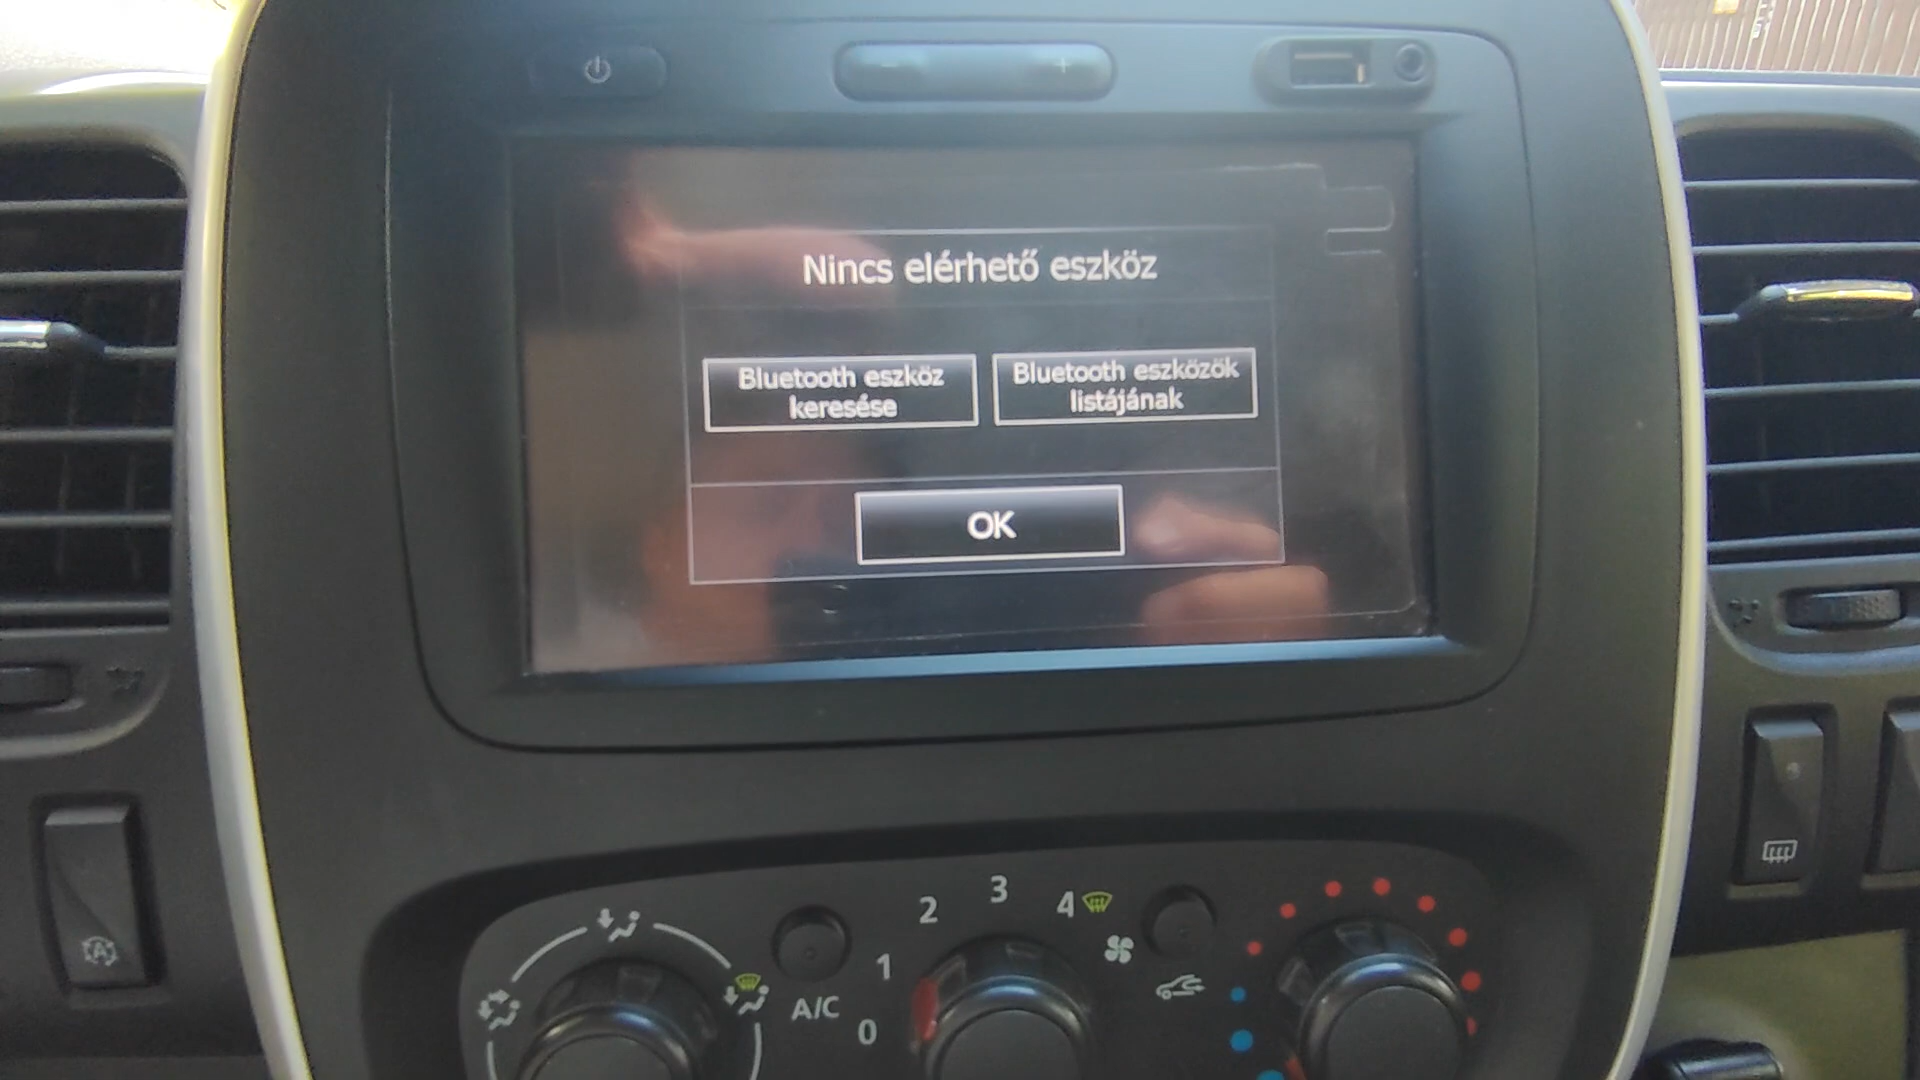 - +
Nincs elérhető eszköz
Bluetooth eszköz
keresése
Bluetooth eszközök
listájának
OK
A
A/C
0
1
2
3
4